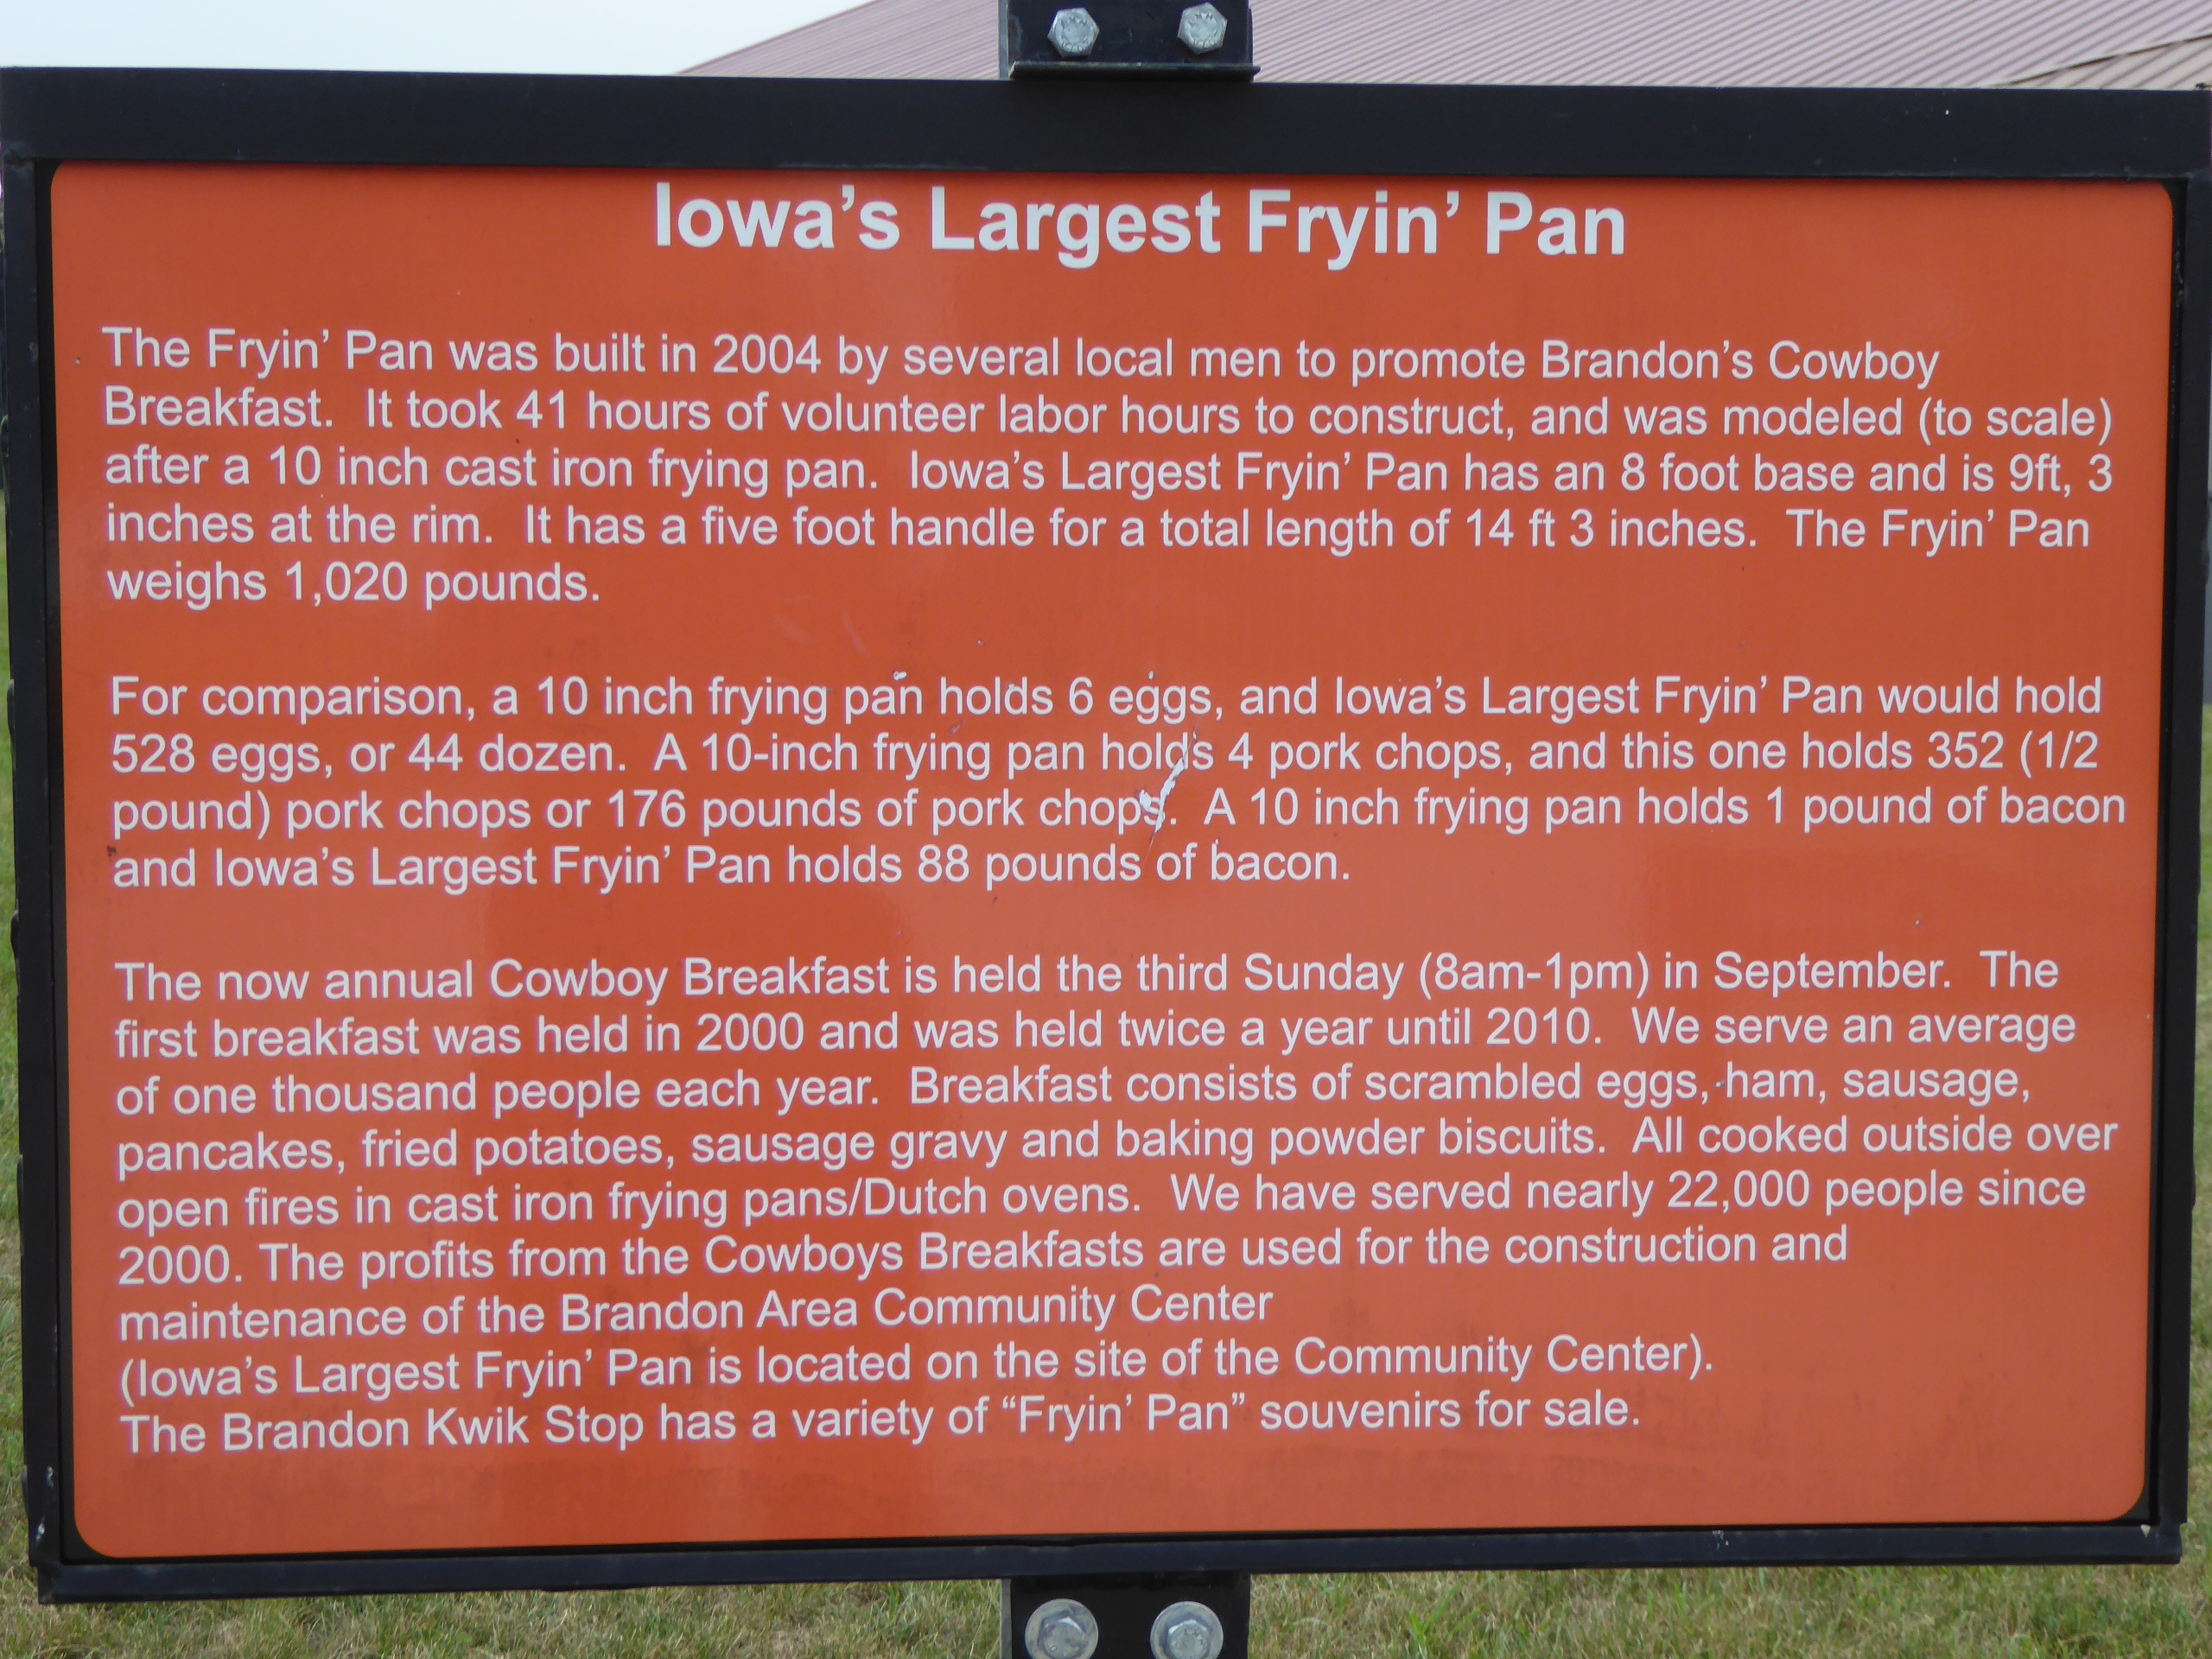 Iowa's Largest Fryin' Pan
The Fryin' Pan was built in 2004 by several local men to promote Brandon's Cowboy
Breakfast.  It took 41 hours of volunteer labor hours to construct, and was modeled (to scale)
after a 10 inch cast iron frying pan.  Iowa's Largest Fryin' Pan has an 8 foot base and is 9ft, 3
inches at the rim.  It has a five foot handle for a total length of 14 ft 3 inches.  The Fryin' Pan
weighs 1,020 pounds.
For comparison, a 10 inch frying pan holds 6 eggs, and Iowa's Largest Fryin' Pan would hold
528 eggs, or 44 dozen.  A 10-inch frying pan holds 4 pork chops, and this one holds 352 (1/2
pound) pork chops or 176 pounds of pork chops.  A 10 inch frying pan holds 1 pound of bacon
and Iowa's Largest Fryin' Pan holds 88 pounds of bacon.
The now annual Cowboy Breakfast is held the third Sunday (8am-1pm) in September.  The
first breakfast was held in 2000 and was held twice a year until 2010.  We serve an average
of one thousand people each year.  Breakfast consists of scrambled eggs, ham, sausage,
pancakes, fried potatoes, sausage gravy and baking powder biscuits.  All cooked outside over
open fires in cast iron frying pans/Dutch ovens.  We have served nearly 22,000 people since
2000. The profits from the Cowboys Breakfasts are used for the construction and
maintenance of the Brandon Area Community Center
(Iowa's Largest Fryin' Pan is located on the site of the Community Center).
The Brandon Kwik Stop has a variety of "Fryin' Pan" souvenirs for sale.